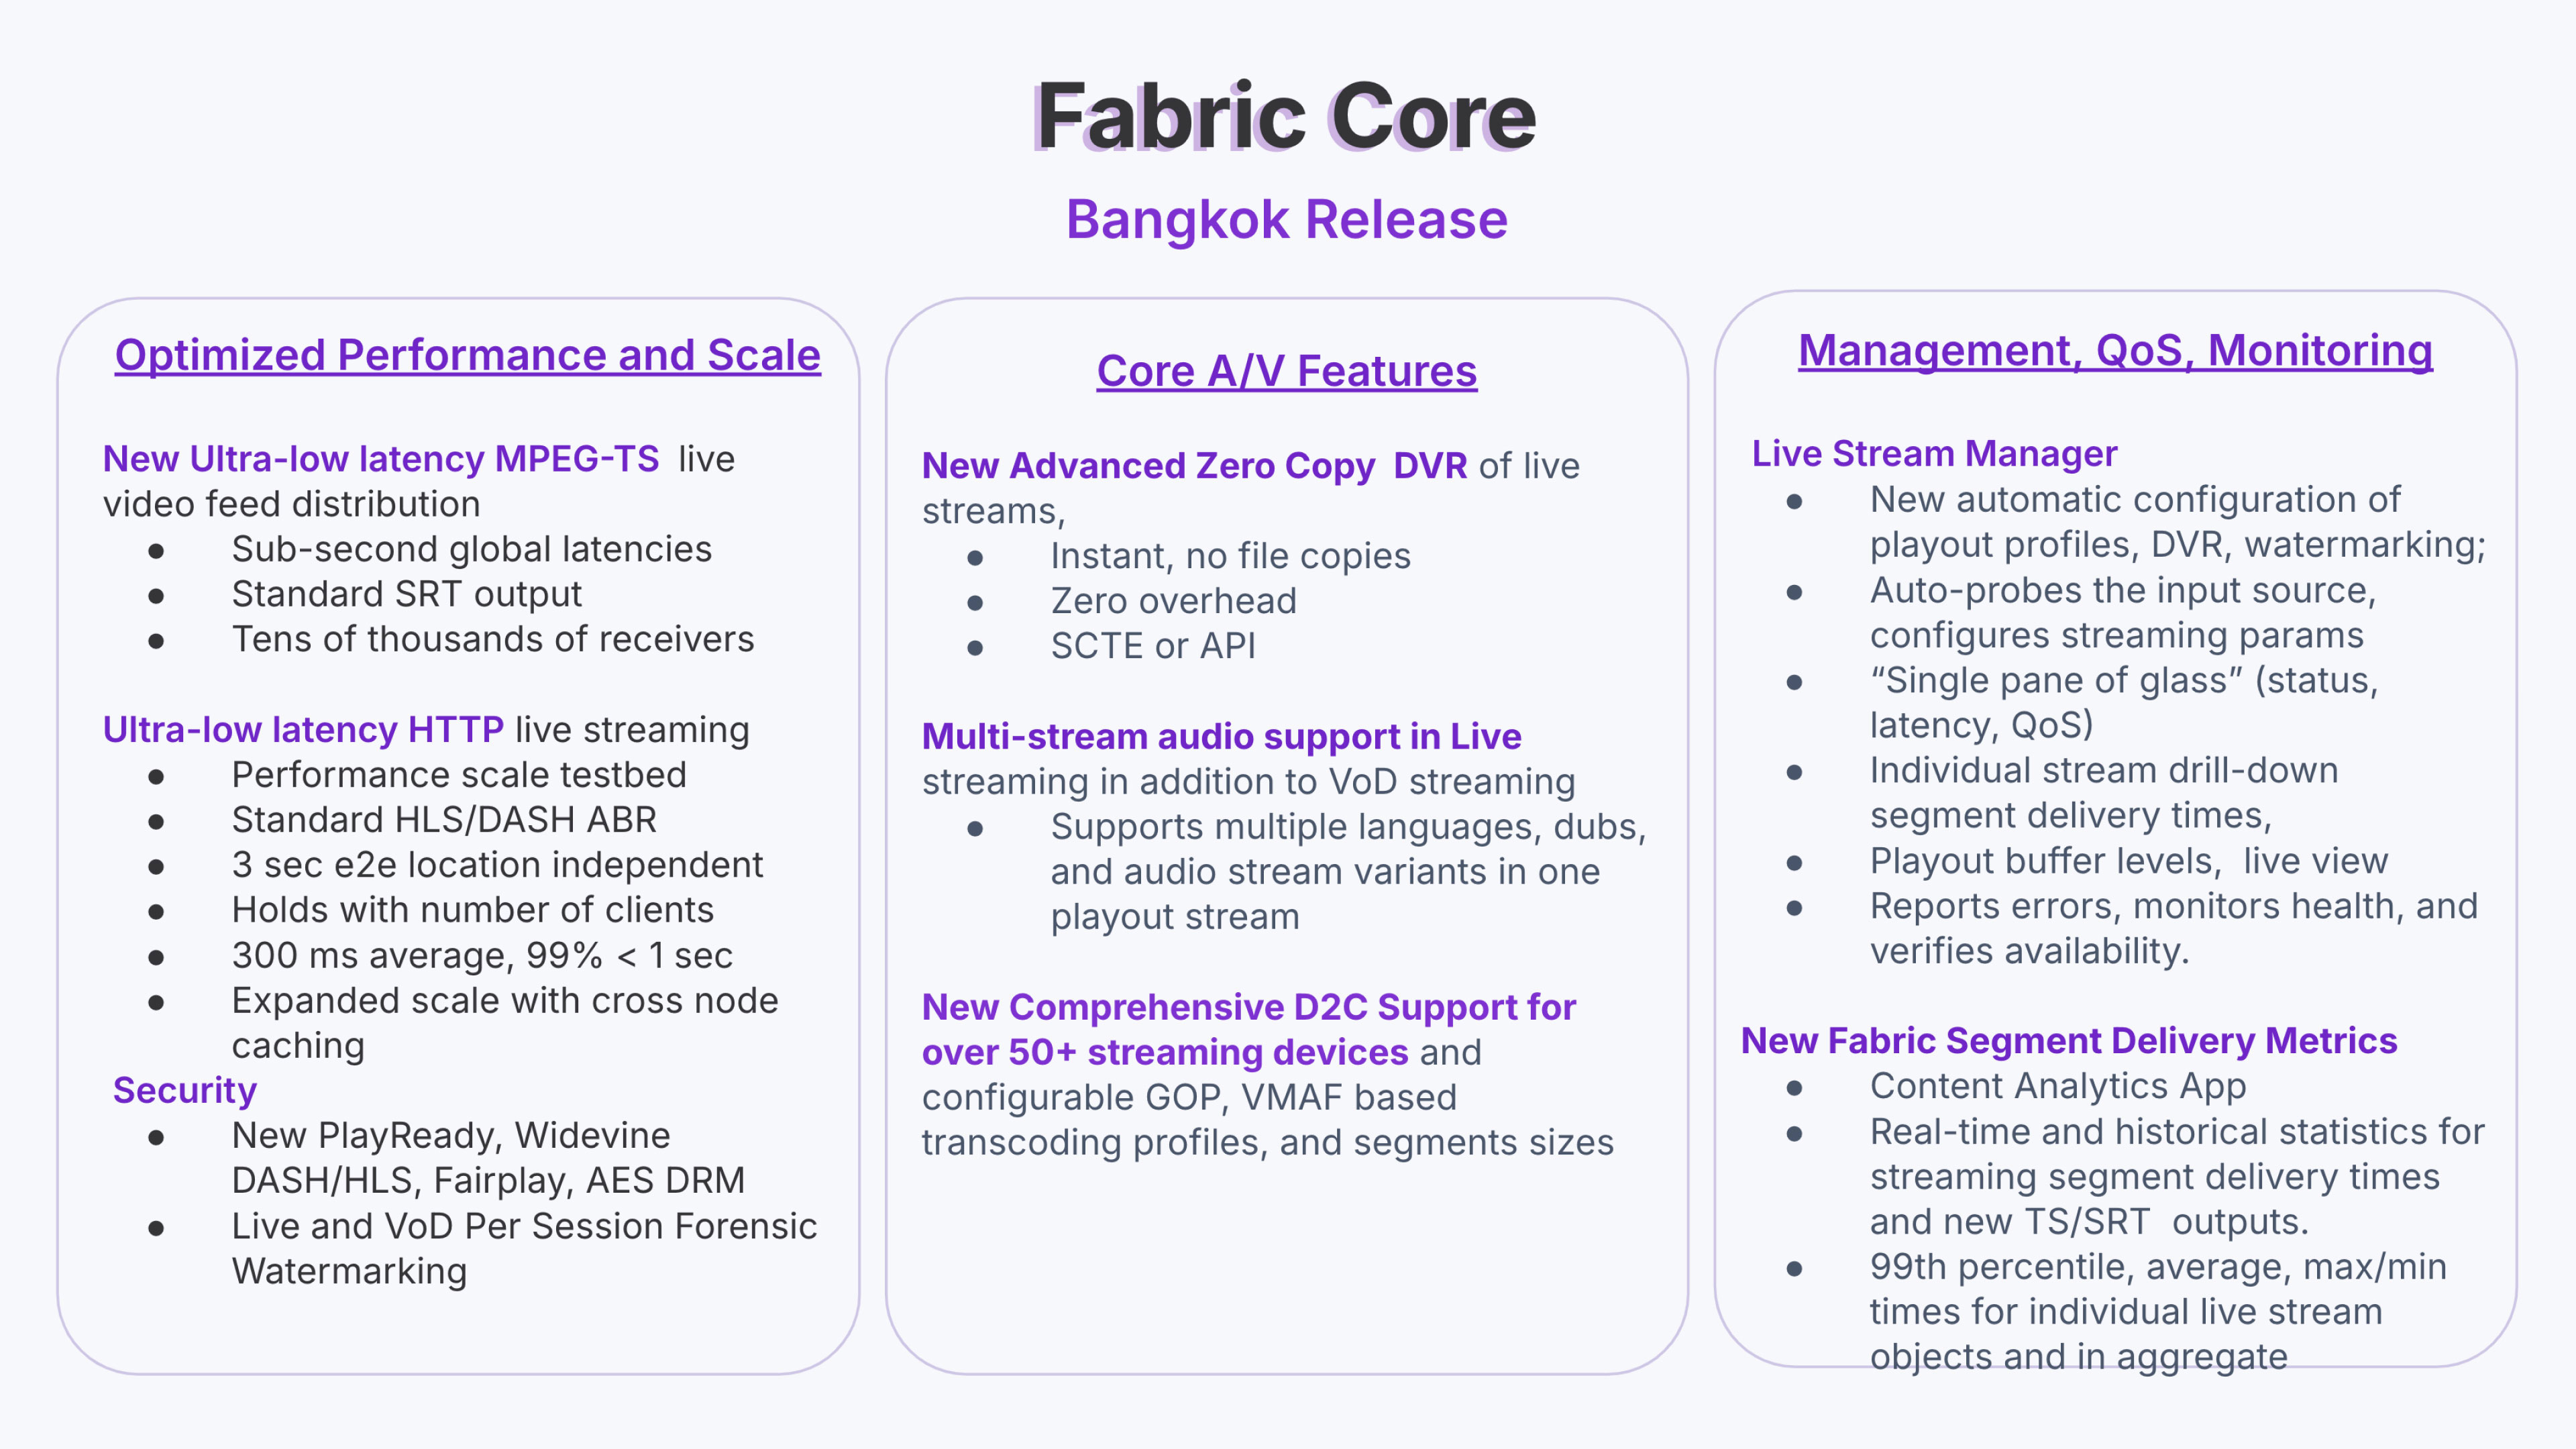 Fabric Core
Bangkok Release
Optimized Performance and Scale
New Ultra-low latency MPEG-TS  live
video feed distribution
● Sub-second global latencies
● Standard SRT output
● Tens of thousands of receivers
Ultra-low latency HTTP live streaming
● Performance scale testbed
● Standard HLS/DASH ABR
● 3 sec e2e location independent
● Holds with number of clients
● 300 ms average, 99% < 1 sec
● Expanded scale with cross node
caching
Security
● New PlayReady, Widevine
DASH/HLS, Fairplay, AES DRM
● Live and VoD Per Session Forensic
Watermarking
Core A/V Features
New Advanced Zero Copy  DVR of live
streams,
● Instant, no file copies
● Zero overhead
● SCTE or API
Multi-stream audio support in Live
streaming in addition to VoD streaming
● Supports multiple languages, dubs,
and audio stream variants in one
playout stream
New Comprehensive D2C Support for
over 50+ streaming devices and
configurable GOP, VMAF based
transcoding profiles, and segments sizes
Management, QoS, Monitoring
Live Stream Manager
● New automatic configuration of
playout profiles, DVR, watermarking;
● Auto-probes the input source,
configures streaming params
● “Single pane of glass” (status,
latency, QoS)
● Individual stream drill-down
segment delivery times,
● Playout buffer levels,  live view
● Reports errors, monitors health, and
verifies availability.
New Fabric Segment Delivery Metrics
● Content Analytics App
● Real-time and historical statistics for
streaming segment delivery times
and new TS/SRT  outputs.
● 99th percentile, average, max/min
times for individual live stream
objects and in aggregate